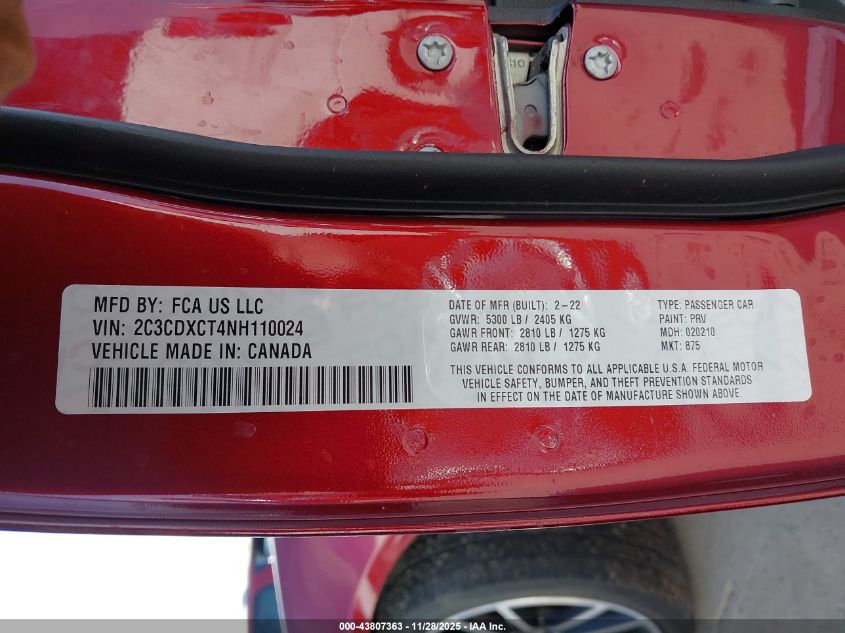 MFD BY: FCA US LLC
VIN: 2C3CDXCT4NH110024
VEHICLE MADE IN: CANADA
DATE OF MFR (BUILT): 2-22
GVWR: 5300 LB / 2405 KG
GAWR FRONT: 2810 LB / 1275 KG
GAWR REAR: 2810 LB / 1275 KG
TYPE: PASSENGER CAR
PAINT: PRV
MDH: 020210
MKT: 875
THIS VEHICLE CONFORMS TO ALL APPLICABLE U.S.A. FEDERAL MOTOR
VEHICLE SAFETY, BUMPER, AND THEFT PREVENTION STANDARDS
IN EFFECT ON THE DATE OF MANUFACTURE SHOWN ABOVE.
000-43807363 | 11/28/2025 - IAA Inc.